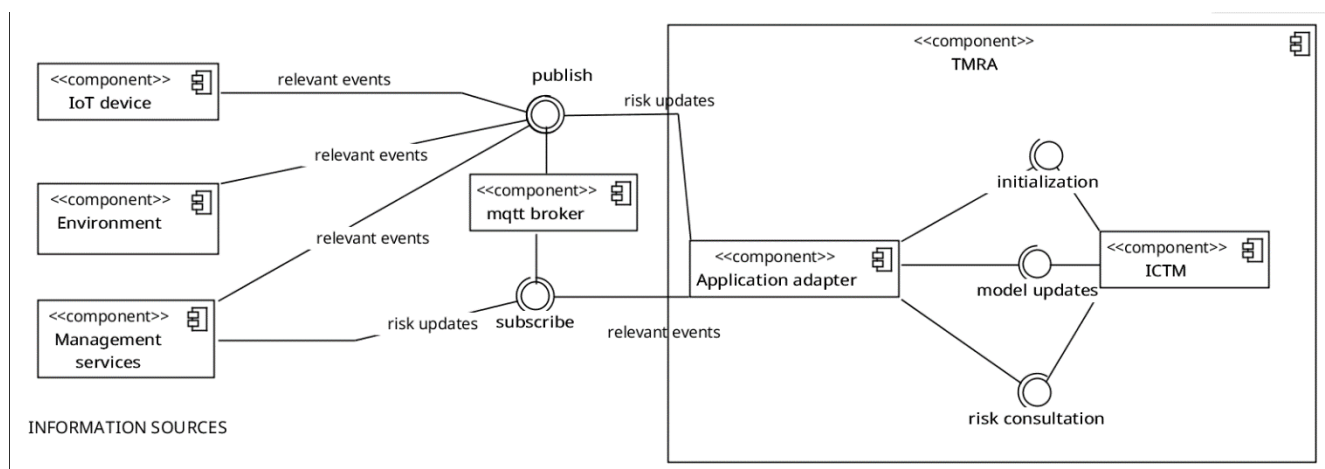 <<component>>
TMRA
<<component>>
IoT device
relevant events
publish
risk updates
relevant events
<<component>>
Environment
<<component>>
mqtt broker
initialization
relevant events
<<component>>
Application adapter
<<component>>
ICTM
model updates
<<component>>
Management
services
risk updates
subscribe
relevant events
risk consultation
INFORMATION SOURCES